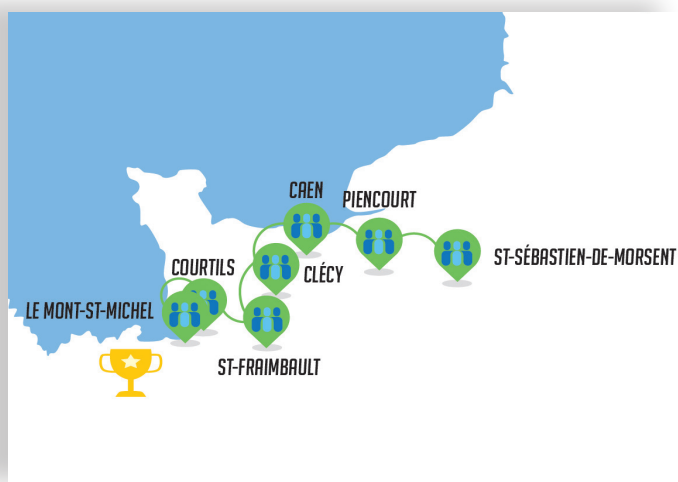 CAEN
PIENCOURT
ST-SÉBASTIEN-DE-MORSENT
COURTILS
CLÉCY
LE MONT-ST-MICHEL
ST-FRAIMBAULT